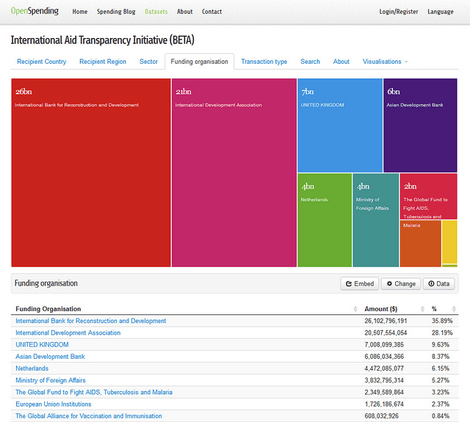 OpenSpending Home Spending Blog Datasets About Contact Login/Register Language
International Aid Transparency Initiative (BETA)
Recipient Country Recipient Region Sector Funding organisation Transaction type Search About Visualisations
26bn
International Bank for Reconstruction and Development
21bn
International Development Association
7bn
UNITED KINGDOM
6bn
Asian Development Bank
4bn
Netherlands
4bn
Ministry of
Foreign Affairs
2bn
The Global Fund to
Fight AIDS,
Tuberculosis and
Malaria
Funding organisation Embed Change Data
Funding Organisation Amount ($) %
International Bank for Reconstruction and Development 26,102,796,191 35.89%
International Development Association 20,507,554,054 28.19%
UNITED KINGDOM 7,008,099,385 9.63%
Asian Development Bank 6,086,034,366 8.37%
Netherlands 4,472,085,077 6.15%
Ministry of Foreign Affairs 3,832,795,314 5.27%
The Global Fund to Fight AIDS, Tuberculosis and Malaria 2,349,589,864 3.23%
European Union Institutions 1,726,186,674 2.37%
The Global Alliance for Vaccination and Immunisation 608,032,926 0.84%